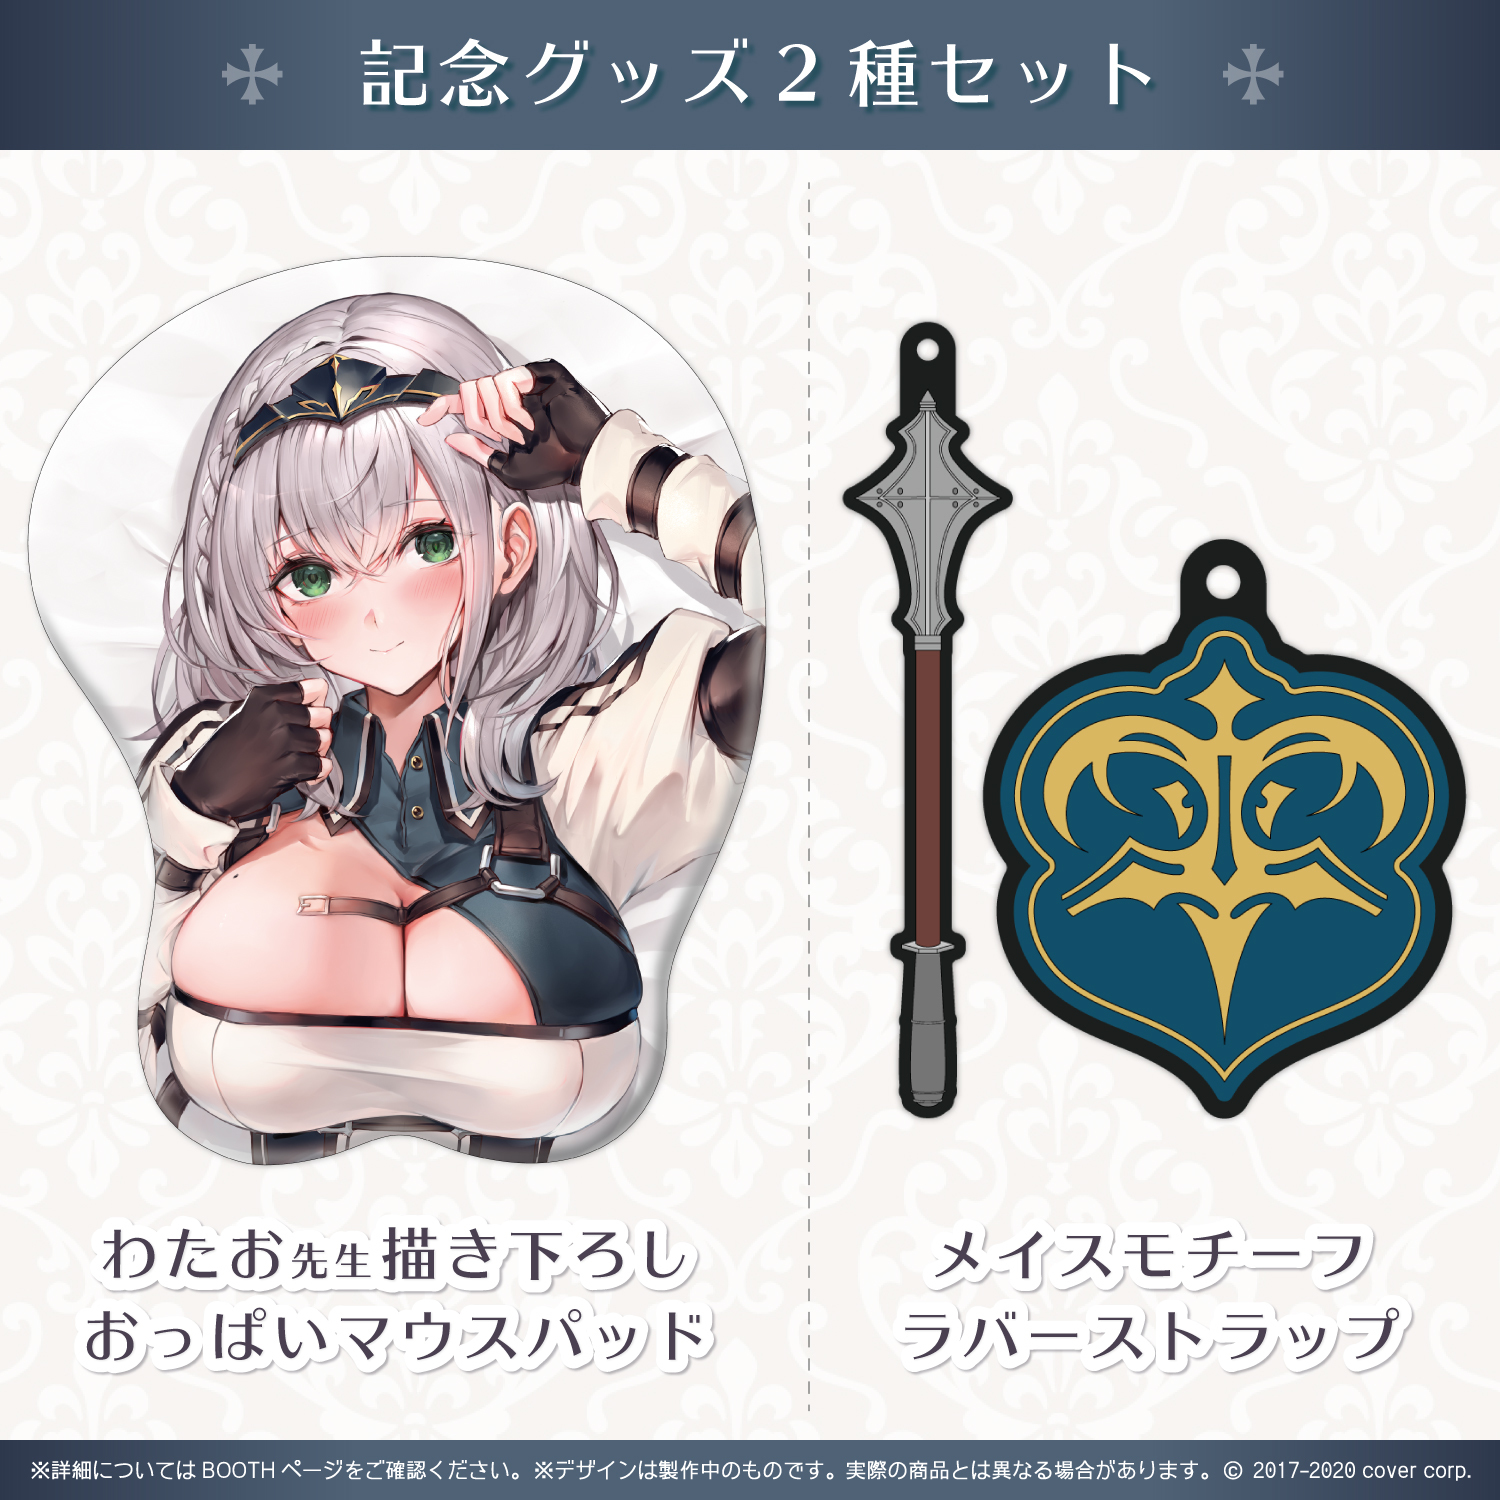 記念グッズ2種セット
わたお先生描き下ろし
おっぱいマウスパッド
メイスモチーフ
ラバーストラップ
※詳細についてはBOOTHページをご確認ください。※デザインは製作中のものです。実際の商品とは異なる場合があります。© 2017-2020 cover corp.